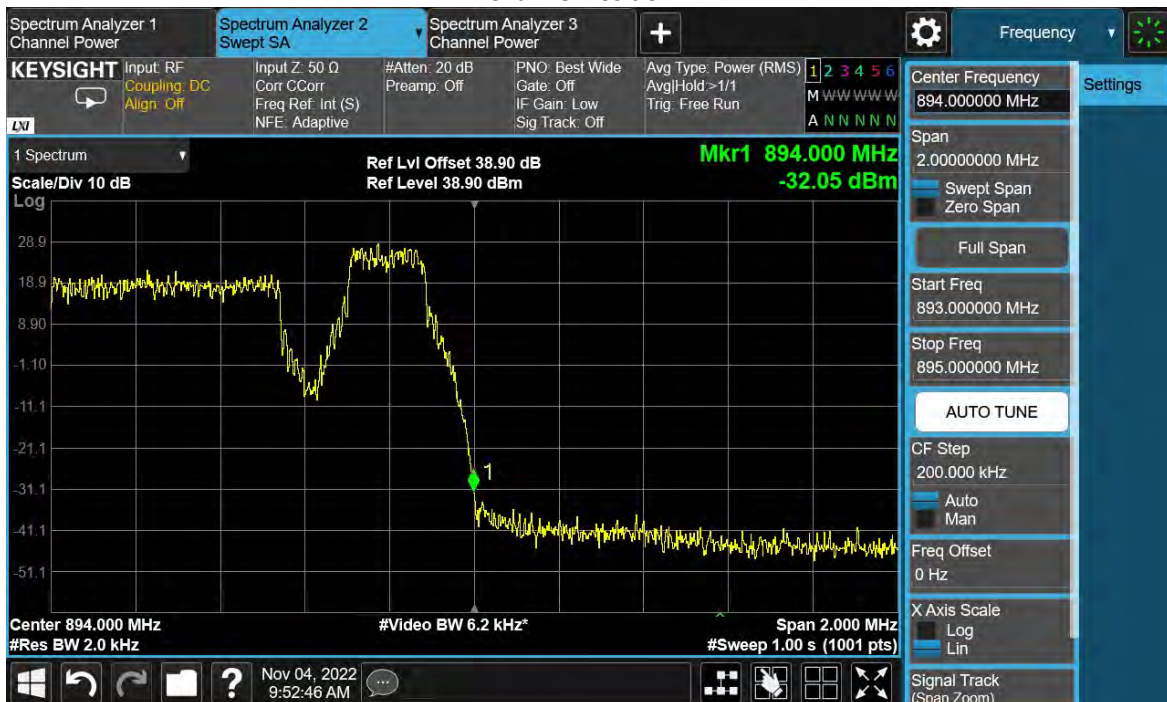 Spectrum Analyzer 1
Channel Power
Spectrum Analyzer 2
Swept SA
Spectrum Analyzer 3
Channel Power
+
Frequency
KEYSIGHT
LXI
Input: RF
Coupling: DC
Align: Off
Input Z: 50 Ω
Corr CCorr
Freq Ref: Int (S)
NFE: Adaptive
#Atten: 20 dB
Preamp: Off
PNO: Best Wide
Gate: Off
IF Gain: Low
Sig Track: Off
Avg Type: Power (RMS)
Avg|Hold:>1/1
Trig: Free Run
1 2 3 4 5 6
M W W W W W
A N N N N N
1 Spectrum
Scale/Div 10 dB
Log
Ref Lvl Offset 38.90 dB
Ref Level 38.90 dBm
Mkr1 894.000 MHz
-32.05 dBm
28.9
18.9
8.90
-1.10
-11.1
-21.1
-31.1
-41.1
-51.1
1
Center 894.000 MHz
#Res BW 2.0 kHz
#Video BW 6.2 kHz*
Span 2.000 MHz
#Sweep 1.00 s (1001 pts)
?
Nov 04, 2022
9:52:46 AM
Center Frequency
894.000000 MHz
Settings
Span
2.00000000 MHz
Swept Span
Zero Span
Full Span
Start Freq
893.000000 MHz
Stop Freq
895.000000 MHz
AUTO TUNE
CF Step
200.000 kHz
Auto
Man
Freq Offset
0 Hz
X Axis Scale
Log
Lin
Signal Track
(Span Zoom)